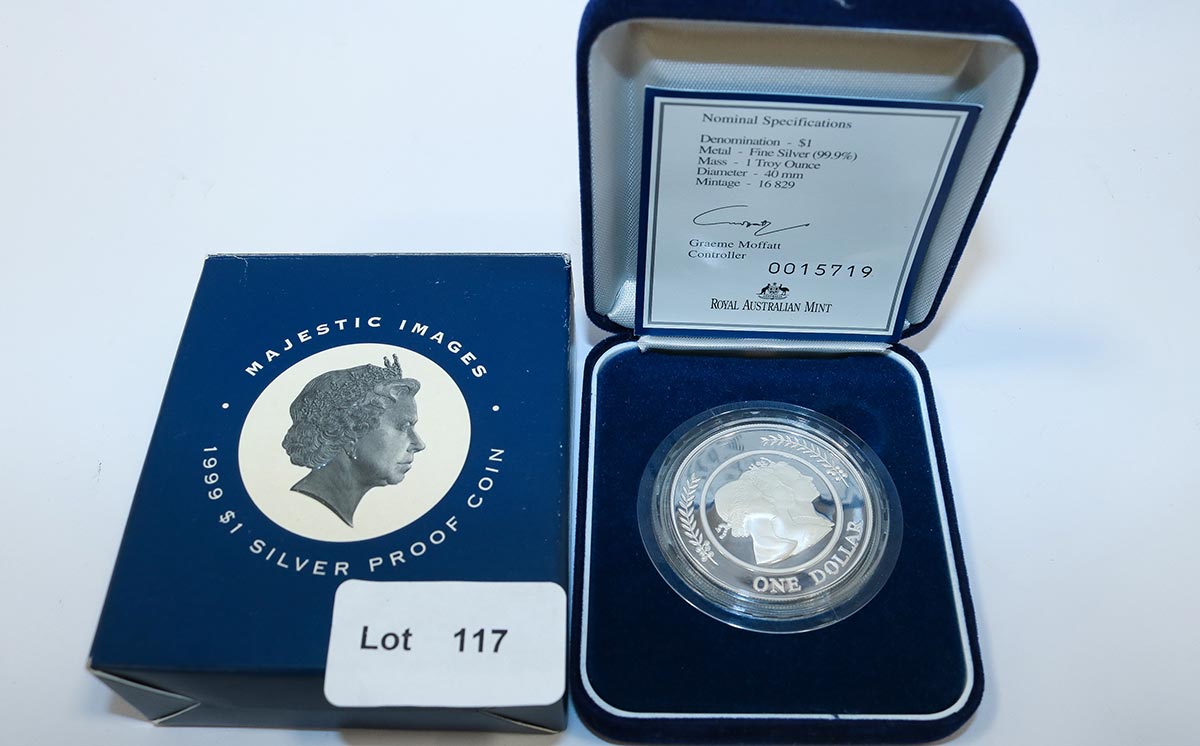 MAJESTIC IMAGES
1999 $1 SILVER PROOF COIN
Lot 117
Nominal Specifications
Denomination - $1
Metal - Fine Silver (99.9%)
Mass - 1 Troy Ounce
Diameter - 40 mm
Mintage - 16 829
Graeme Moffatt
Controller
0015719
ROYAL AUSTRALIAN MINT
ONE DOLLAR